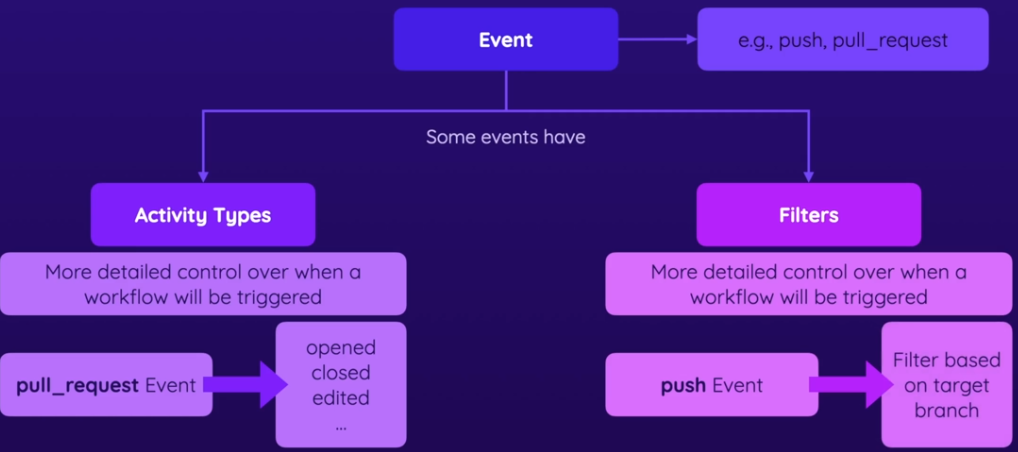 Event
e.g., push, pull_request
Some events have
Activity Types
More detailed control over when a
workflow will be triggered
pull_request Event
opened
closed
edited
...
Filters
More detailed control over when a
workflow will be triggered
push Event
Filter based
on target
branch